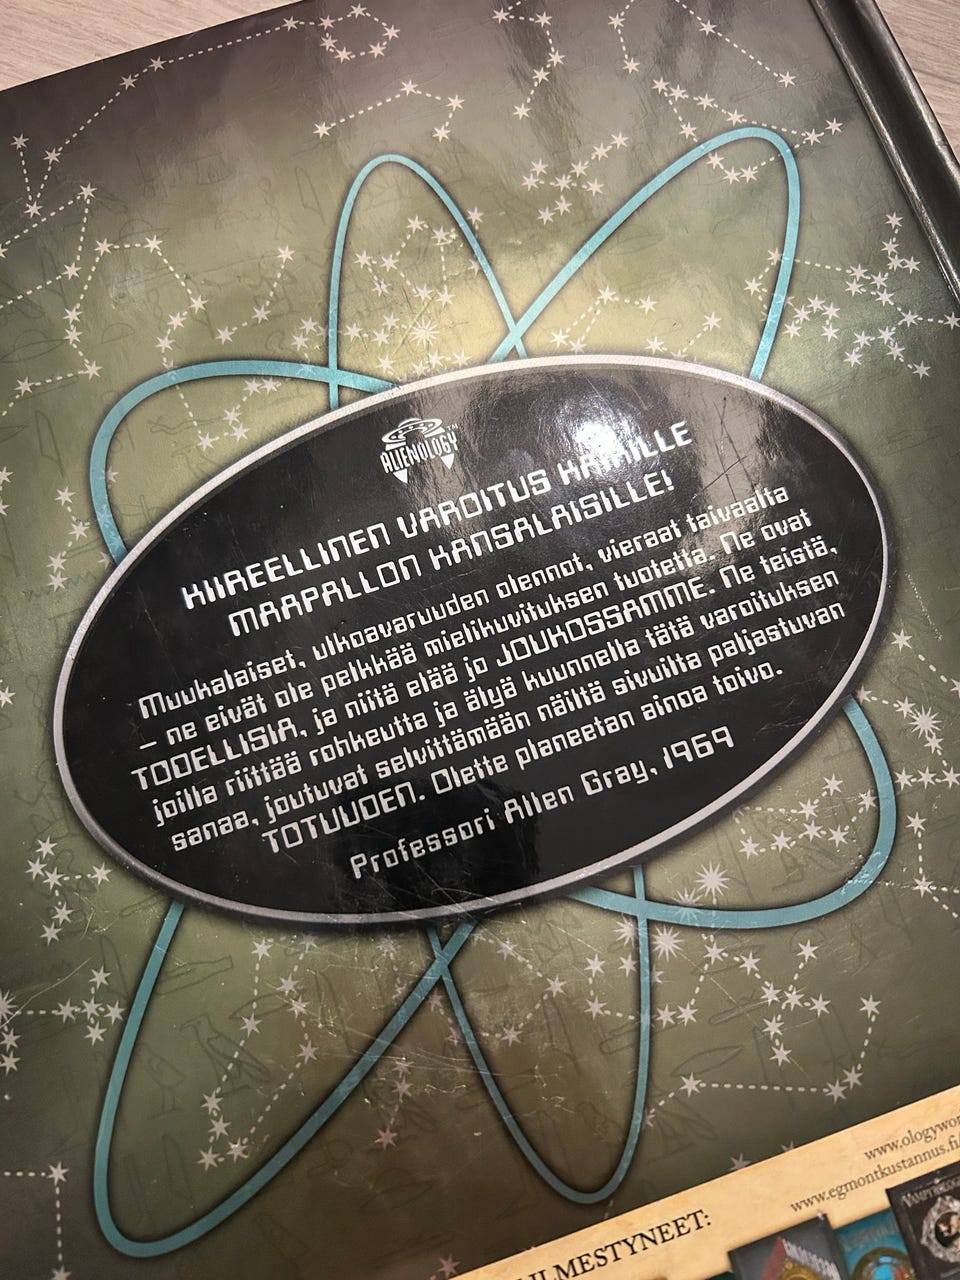 ALIENOLOGY™
KIIREELLINEN VAROITUS KAIKILLE
MAAPALLON KANSALAISILLE!
Muukalaiset, ulkoavaruuden olennot, vieraat taivaalta
– ne eivät ole pelkkää mielikuvituksen tuotetta. Ne ovat
TODELLISIA, ja niitä elää jo JOUKOSSAMME. Ne teistä,
joilla riittää rohkeutta ja älyä kuunnella tätä varoituksen
sanaa, joutuvat selvittämään näiltä sivuilta paljastuvan
TOTUUDEN. Olette planeetan ainoa toivo.
Professori Allen Gray, 1969
www.ologywor
www.egmontkustannus.fi/
ILMESTYNEET: